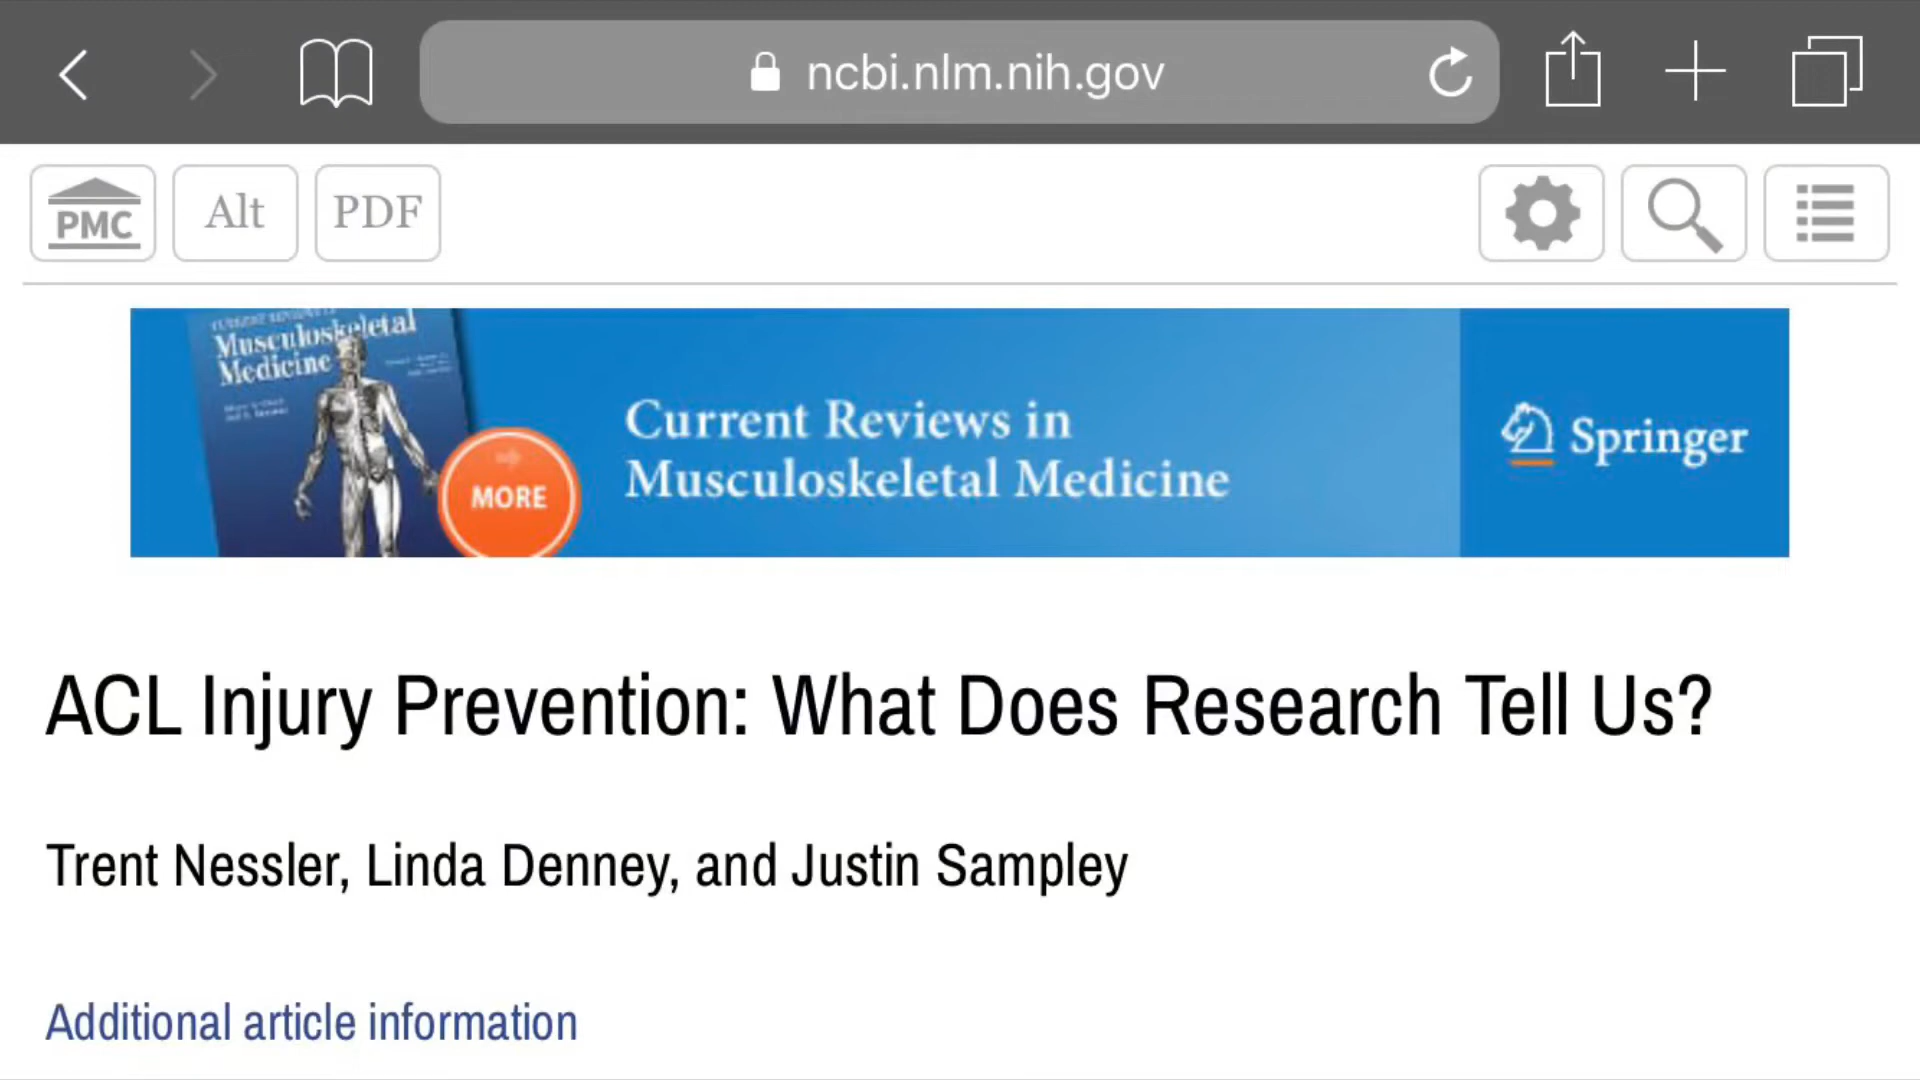 ncbi.nlm.nih.gov
PMC
Alt
PDF
Musculoskeletal
Medicine
MORE
Current Reviews in
Musculoskeletal Medicine
Springer
ACL Injury Prevention: What Does Research Tell Us?
Trent Nessler, Linda Denney, and Justin Sampley
Additional article information